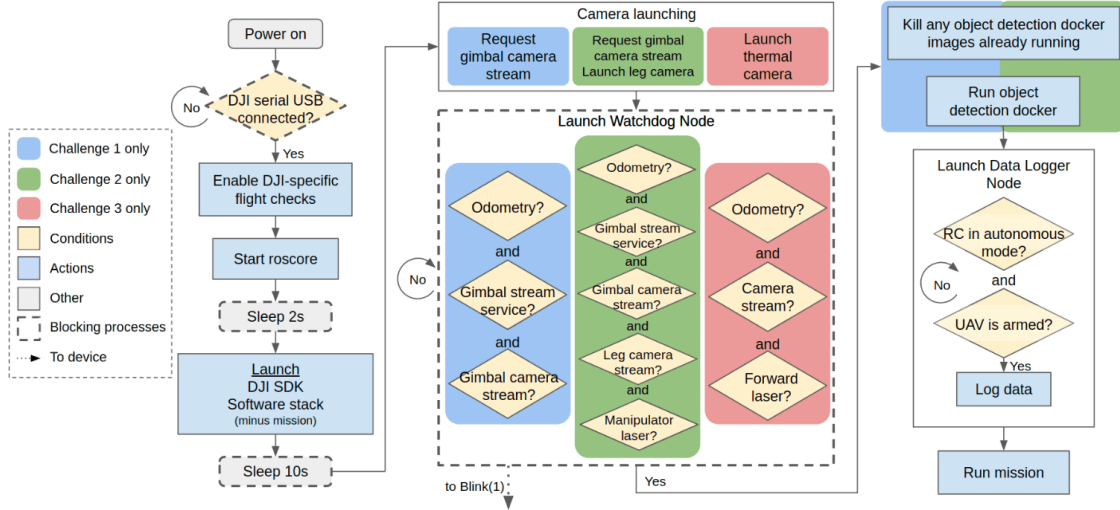 Power on
DJI serial USB
connected?
No
Yes
Enable DJI-specific
flight checks
Start roscore
Sleep 2s
Launch
DJI SDK
Software stack
(minus mission)
Sleep 10s
Challenge 1 only
Challenge 2 only
Challenge 3 only
Conditions
Actions
Other
Blocking processes
To device
Camera launching
Request
gimbal camera
stream
Request gimbal
camera stream
Launch leg camera
Launch
thermal
camera
Launch Watchdog Node
No
Odometry?
and
Gimbal stream
service?
and
Gimbal camera
stream?
Odometry?
and
Gimbal stream
service?
and
Gimbal camera
stream?
and
Leg camera
stream?
and
Manipulator
laser?
Odometry?
and
Camera
stream?
and
Forward
laser?
to Blink(1)
Yes
Kill any object detection docker
images already running
Run object
detection docker
Launch Data Logger
Node
RC in autonomous
mode?
No
and
UAV is armed?
Yes
Log data
Run mission